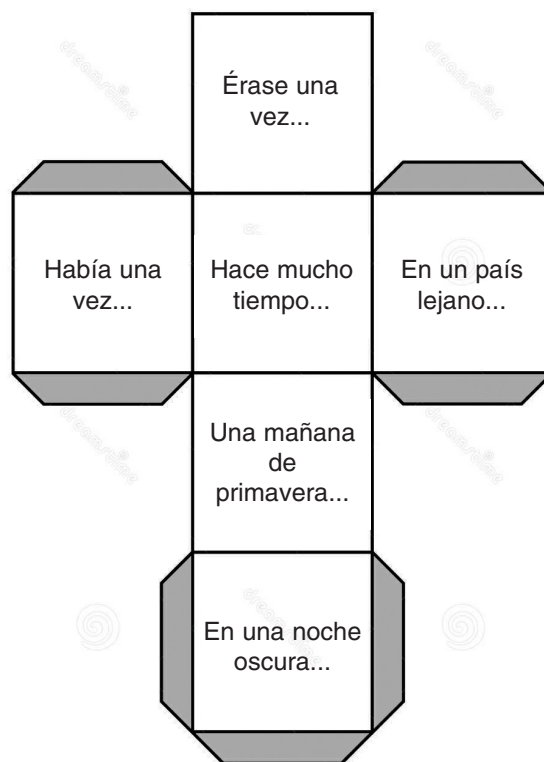 Érase una
vez...
Había una
vez...
Hace mucho
tiempo...
En un país
lejano...
Una mañana
de
primavera...
En una noche
oscura...